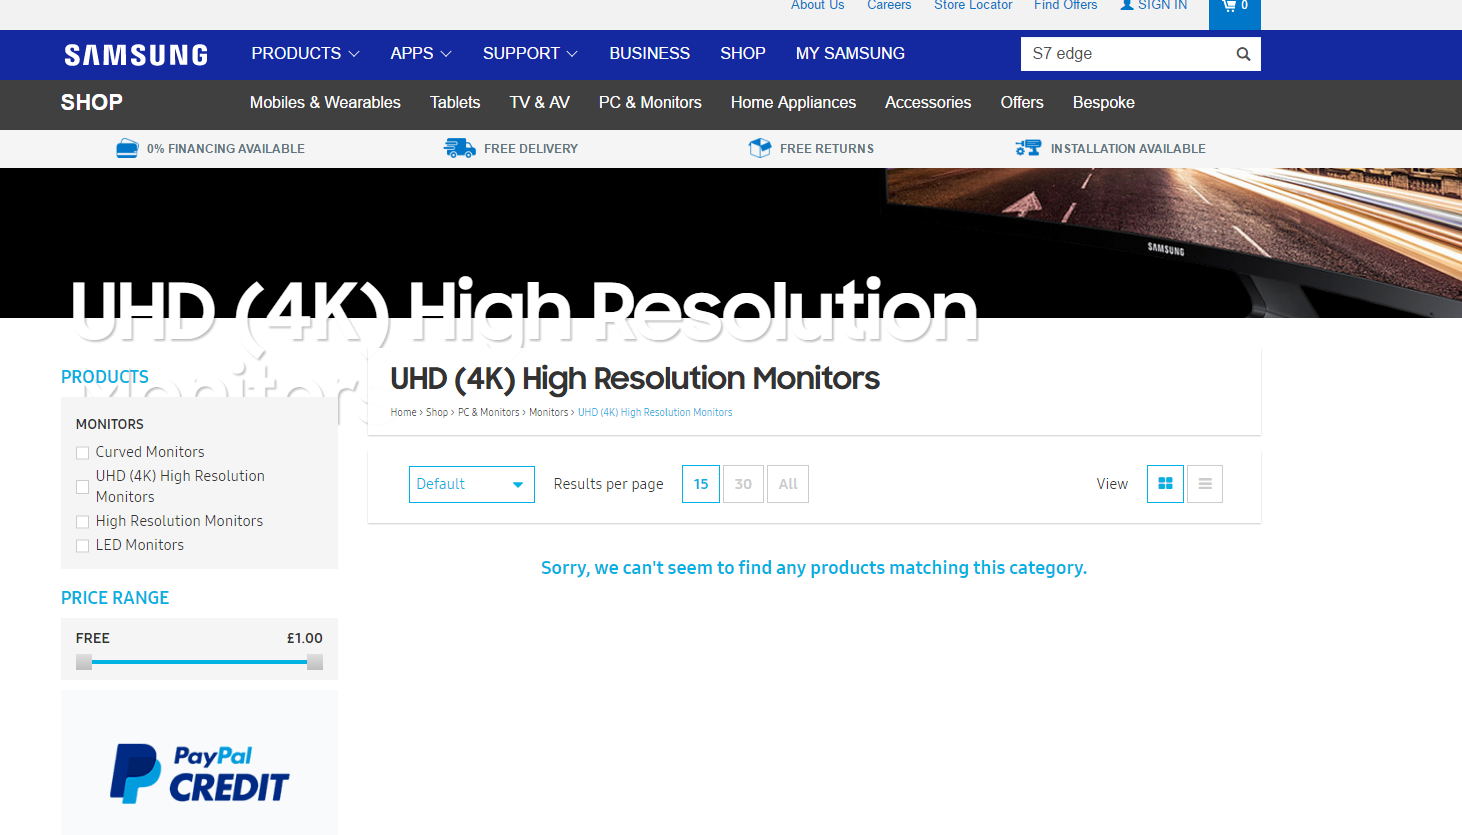 About Us Careers Store Locator Find Offers SIGN IN 0
SAMSUNG PRODUCTS APPS SUPPORT BUSINESS SHOP MY SAMSUNG S7 edge
SHOP Mobiles & Wearables Tablets TV & AV PC & Monitors Home Appliances Accessories Offers Bespoke
0% FINANCING AVAILABLE FREE DELIVERY FREE RETURNS INSTALLATION AVAILABLE
SAMSUNG
UHD (4K) High Resolution
Monitors
PRODUCTS
MONITORS
Curved Monitors
UHD (4K) High Resolution
Monitors
High Resolution Monitors
LED Monitors
PRICE RANGE
FREE £1.00
PayPal
CREDIT
UHD (4K) High Resolution Monitors
Home › Shop › PC & Monitors › Monitors › UHD (4K) High Resolution Monitors
Default Results per page 15 30 All View
Sorry, we can't seem to find any products matching this category.